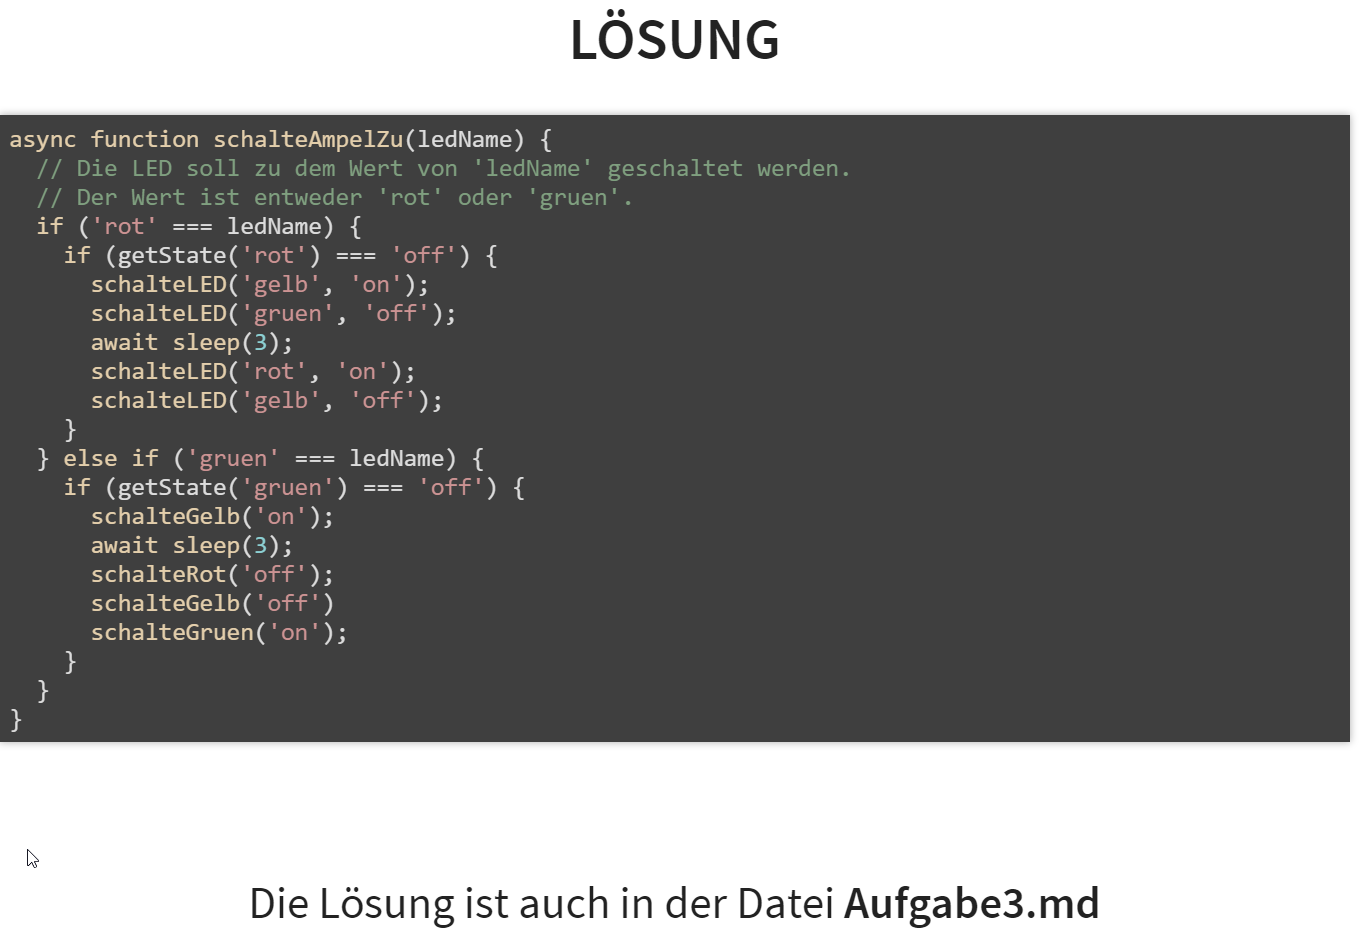 LÖSUNG
async function schalteAmpelZu(ledName) {
  // Die LED soll zu dem Wert von 'ledName' geschaltet werden.
  // Der Wert ist entweder 'rot' oder 'gruen'.
  if ('rot' === ledName) {
    if (getState('rot') === 'off') {
      schalteLED('gelb', 'on');
      schalteLED('gruen', 'off');
      await sleep(3);
      schalteLED('rot', 'on');
      schalteLED('gelb', 'off');
    }
  } else if ('gruen' === ledName) {
    if (getState('gruen') === 'off') {
      schalteGelb('on');
      await sleep(3);
      schalteRot('off');
      schalteGelb('off')
      schalteGruen('on');
    }
  }
}
Die Lösung ist auch in der Datei Aufgabe3.md